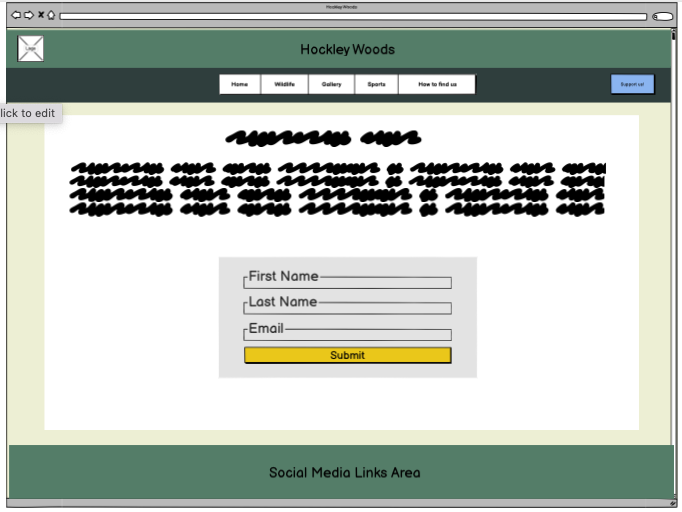 Hockley Woods
Hockley Woods
Logo
Home Wildlife Gallery Sports How to find us Support us!
lick to edit
First Name
Last Name
Email
Submit
Social Media Links Area